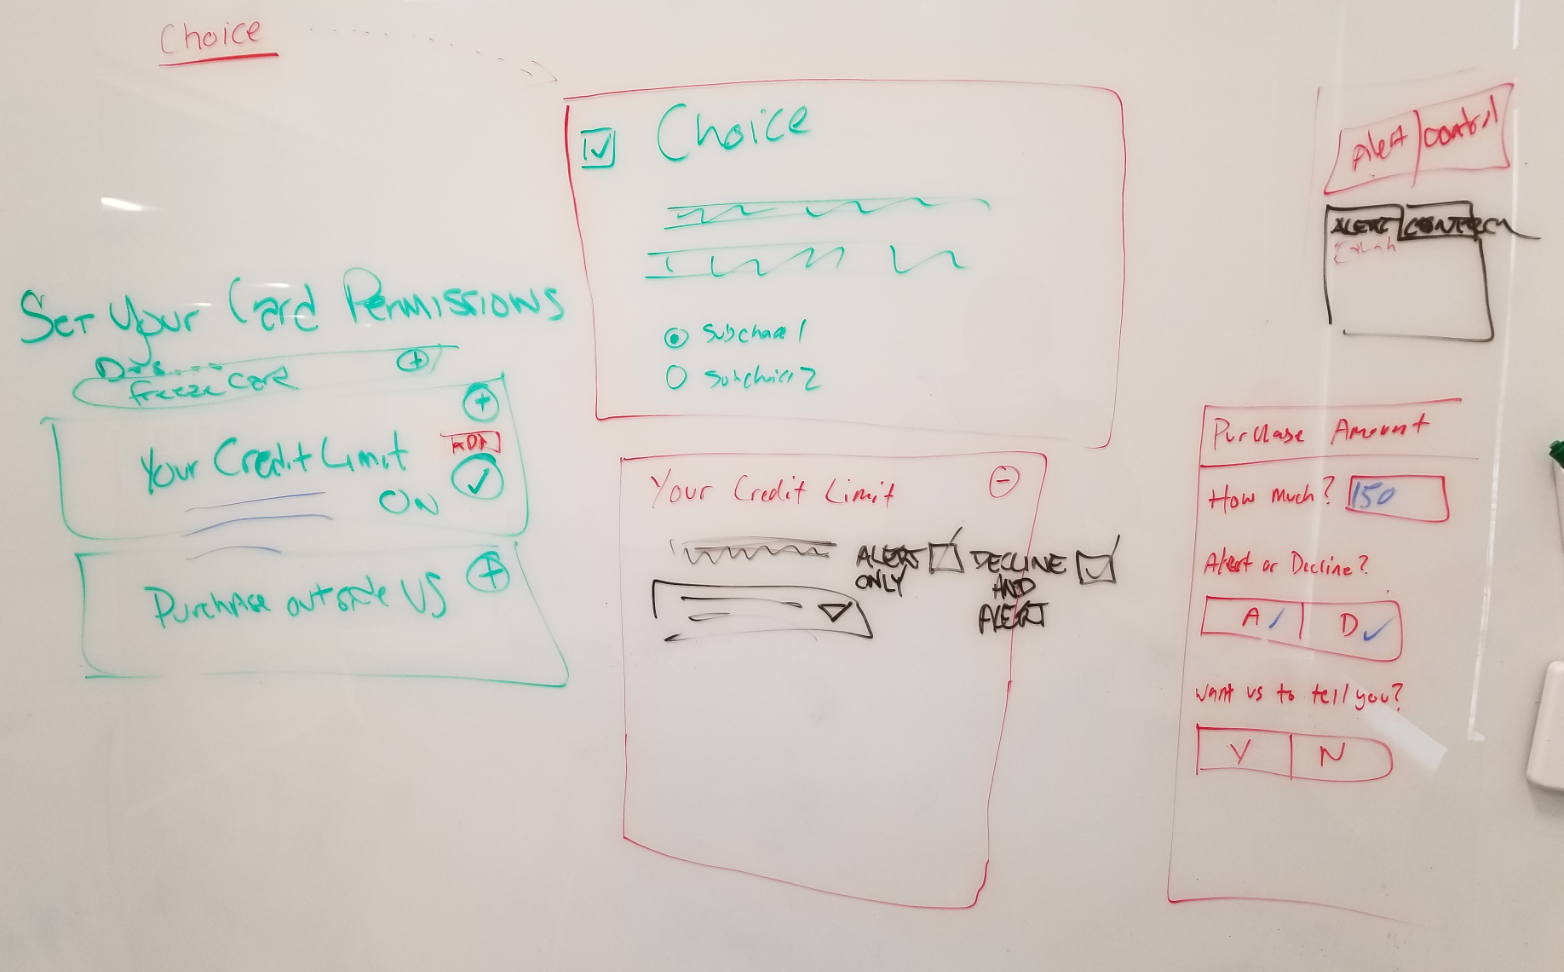 Choice
Choice
Subchoice 1
Subchoice 2
Set Your Card Permissions
freeze card
Your Credit Limit
ON
Purchase outside US
Your Credit Limit
ALERT
ONLY
DECLINE
AND
ALERT
Alert Control
ALERT CONTROL
Purchase Amount
How much? 150
Alert or Decline?
A D
Want us to tell you?
Y N